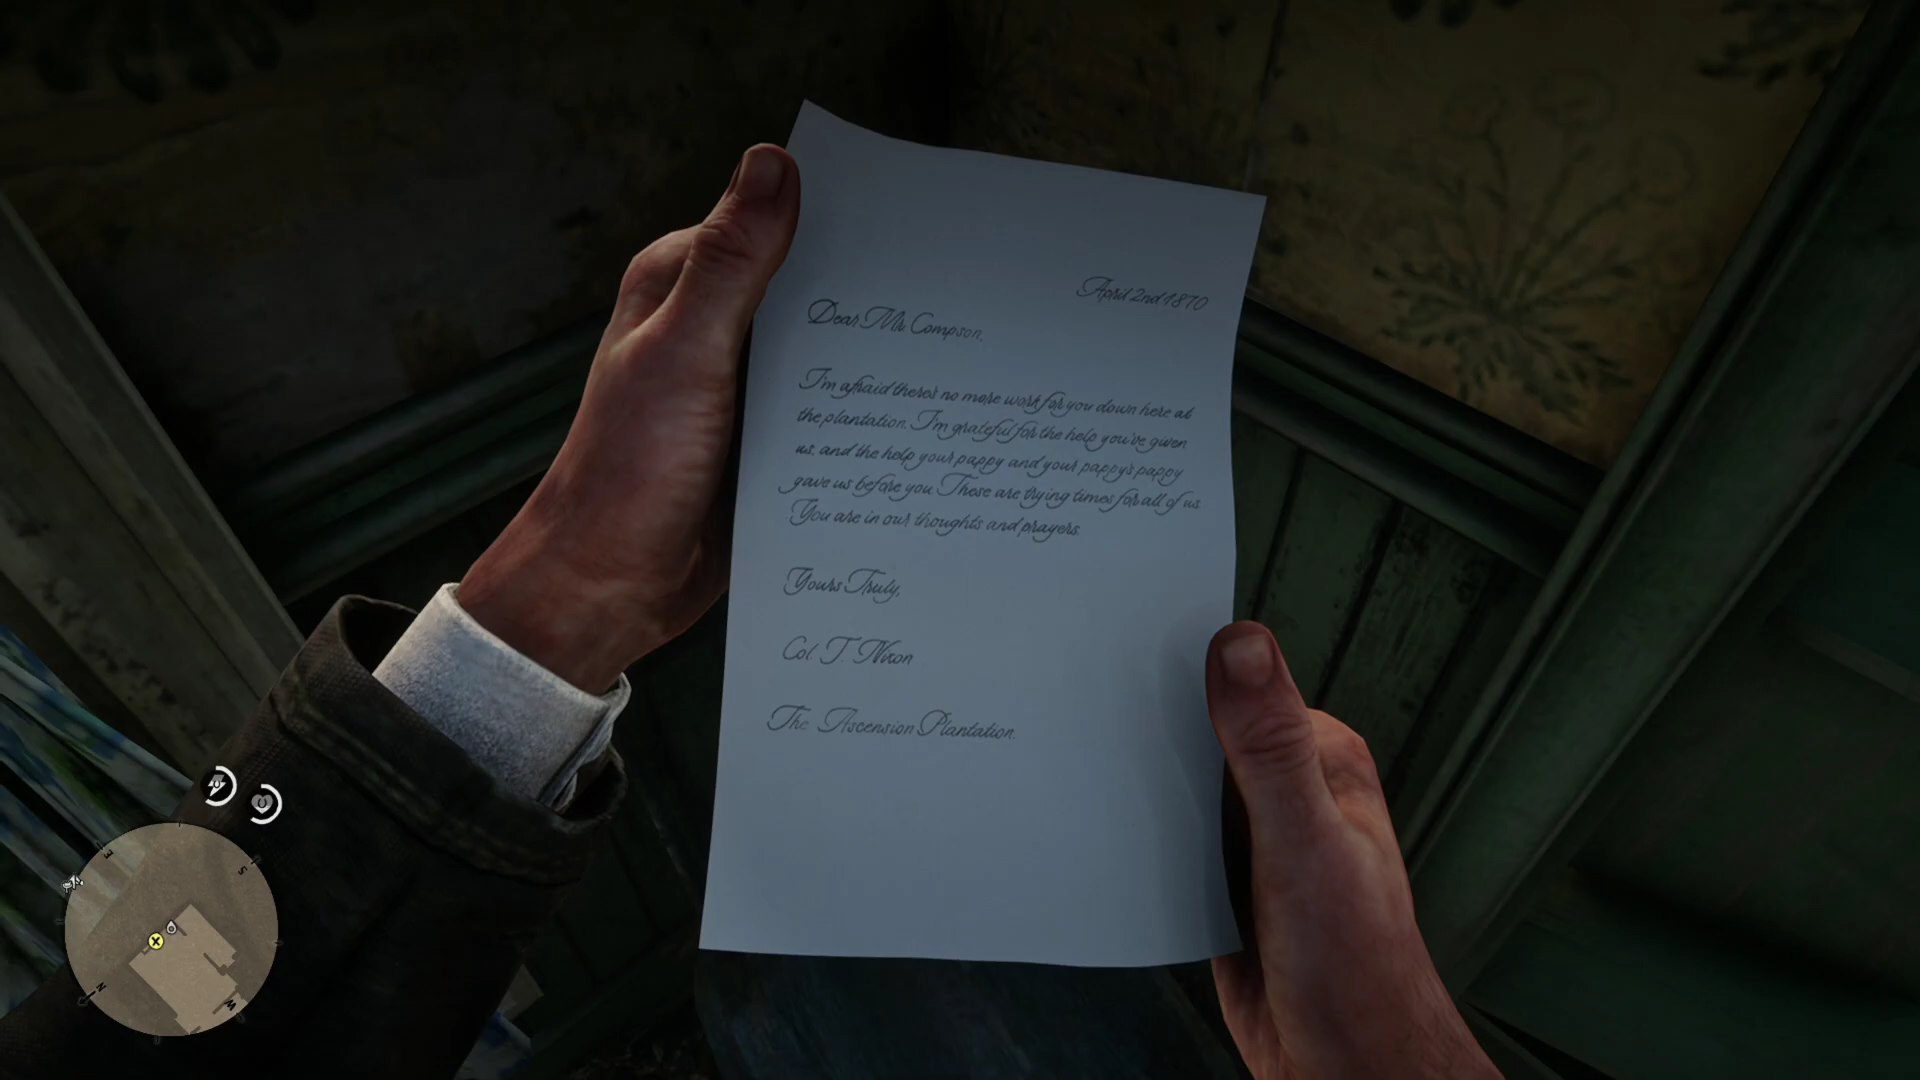 April 2nd 1870
Dear Mr. Compson,
I'm afraid there's no more work for you down here at
the plantation. I'm grateful for the help you've given
us, and the help your pappy and your pappy's pappy
gave us before you. These are trying times for all of us.
You are in our thoughts and prayers.
Yours Truly,
Col. T. Nixon
The Ascension Plantation.
E
S
N
W